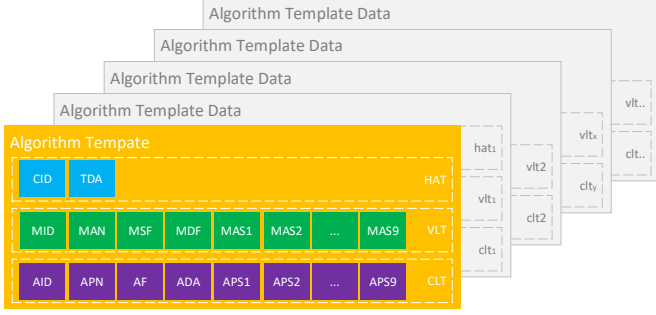 Algorithm Template Data
Algorithm Template Data
Algorithm Template Data
Algorithm Template Data
Algorithm Tempate
CID TDA HAT
MID MAN MSF MDF MAS1 MAS2 ... MAS9 VLT
AID APN AF ADA APS1 APS2 ... APS9 CLT
hat₁
vlt₁
clt₁
vlt2
clt2
vltₓ
clty
vlt..
clt..